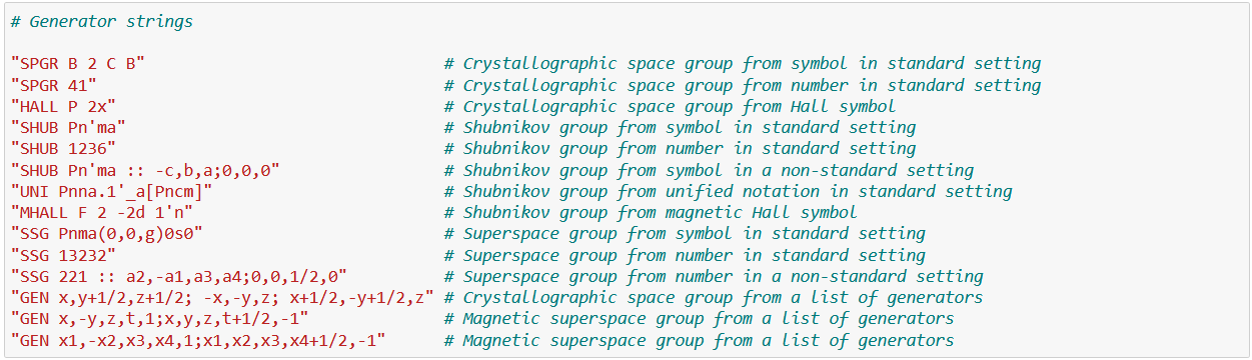 # Generator strings
"SPGR B 2 C B" # Crystallographic space group from symbol in standard setting
"SPGR 41" # Crystallographic space group from number in standard setting
"HALL P 2x" # Crystallographic space group from Hall symbol
"SHUB Pn'ma" # Shubnikov group from symbol in standard setting
"SHUB 1236" # Shubnikov group from number in standard setting
"SHUB Pn'ma :: -c,b,a;0,0,0" # Shubnikov group from symbol in a non-standard setting
"UNI Pnna.1'_a[Pncm]" # Shubnikov group from unified notation in standard setting
"MHALL F 2 -2d 1'n" # Shubnikov group from magnetic Hall symbol
"SSG Pnma(0,0,g)0s0" # Superspace group from symbol in standard setting
"SSG 13232" # Superspace group from number in standard setting
"SSG 221 :: a2,-a1,a3,a4;0,0,1/2,0" # Superspace group from number in a non-standard setting
"GEN x,y+1/2,z+1/2; -x,-y,z; x+1/2,-y+1/2,z" # Crystallographic space group from a list of generators
"GEN x,-y,z,t,1;x,y,z,t+1/2,-1" # Magnetic superspace group from a list of generators
"GEN x1,-x2,x3,x4,1;x1,x2,x3,x4+1/2,-1" # Magnetic superspace group from a list of generators